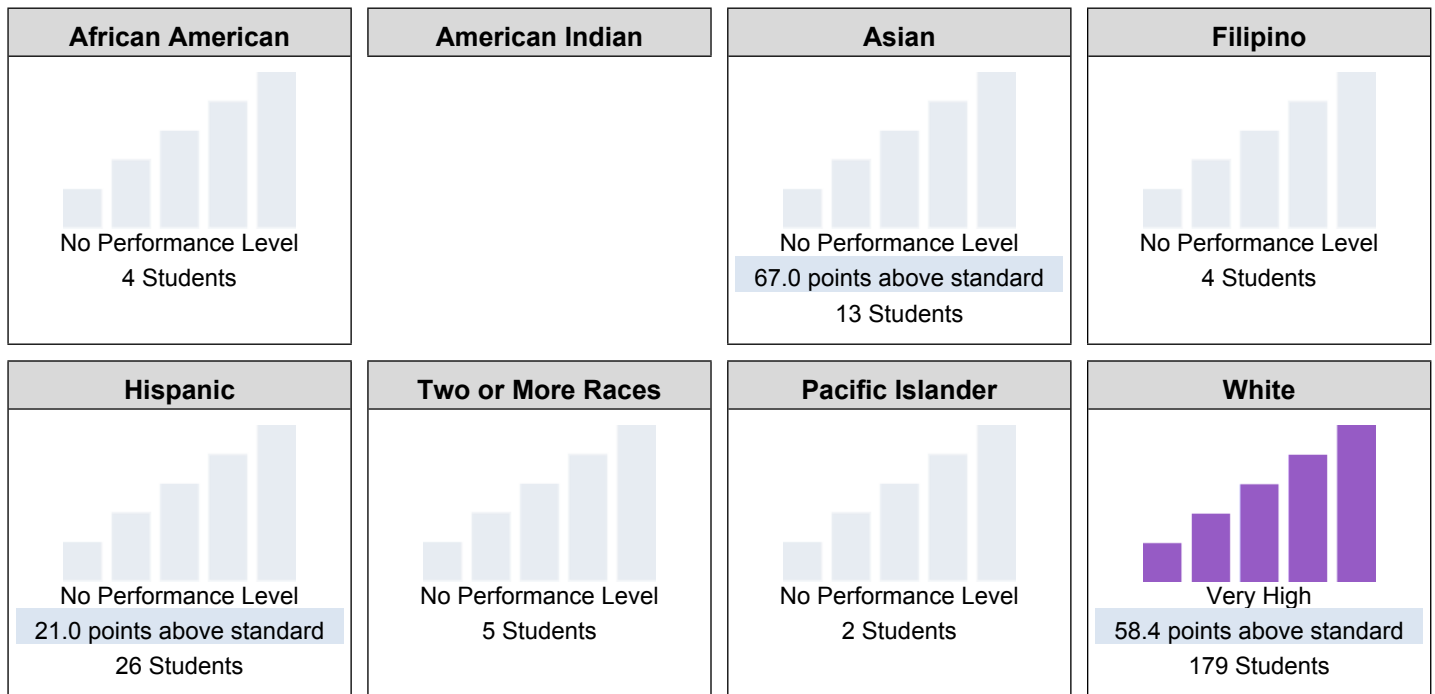 African American
No Performance Level
4 Students
American Indian
Asian
No Performance Level
67.0 points above standard
13 Students
Filipino
No Performance Level
4 Students
Hispanic
No Performance Level
21.0 points above standard
26 Students
Two or More Races
No Performance Level
5 Students
Pacific Islander
No Performance Level
2 Students
White
Very High
58.4 points above standard
179 Students